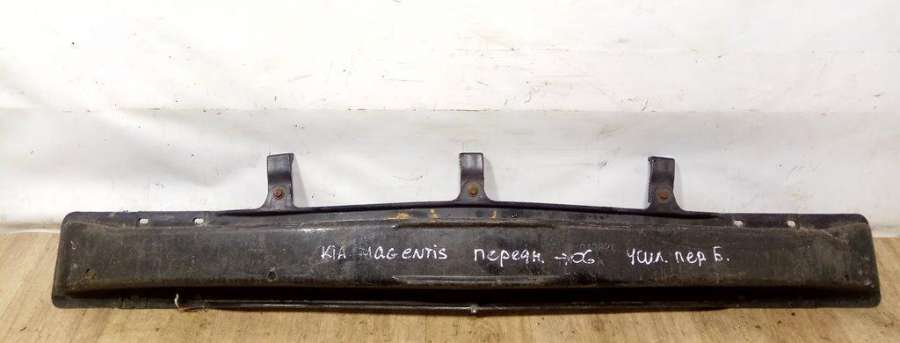 KIA MAGENTIS передн. → 06 усил. пер Б.